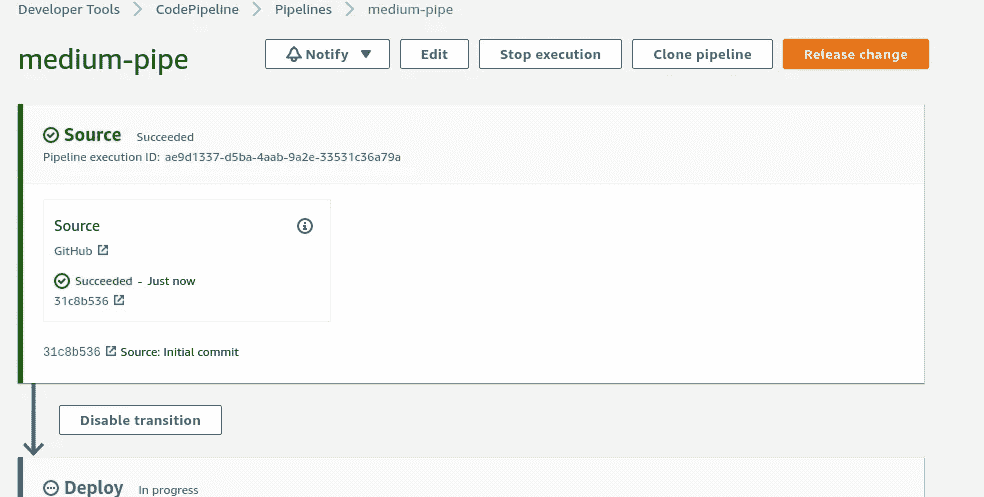 Developer Tools > CodePipeline > Pipelines > medium-pipe
medium-pipe Notify ▼ Edit Stop execution Clone pipeline Release change
Source Succeeded
Pipeline execution ID: ae9d1337-d5ba-4aab-9a2e-33531c36a79a
Source
GitHub
Succeeded - Just now
31c8b536
31c8b536 Source: Initial commit
Disable transition
Deploy In progress